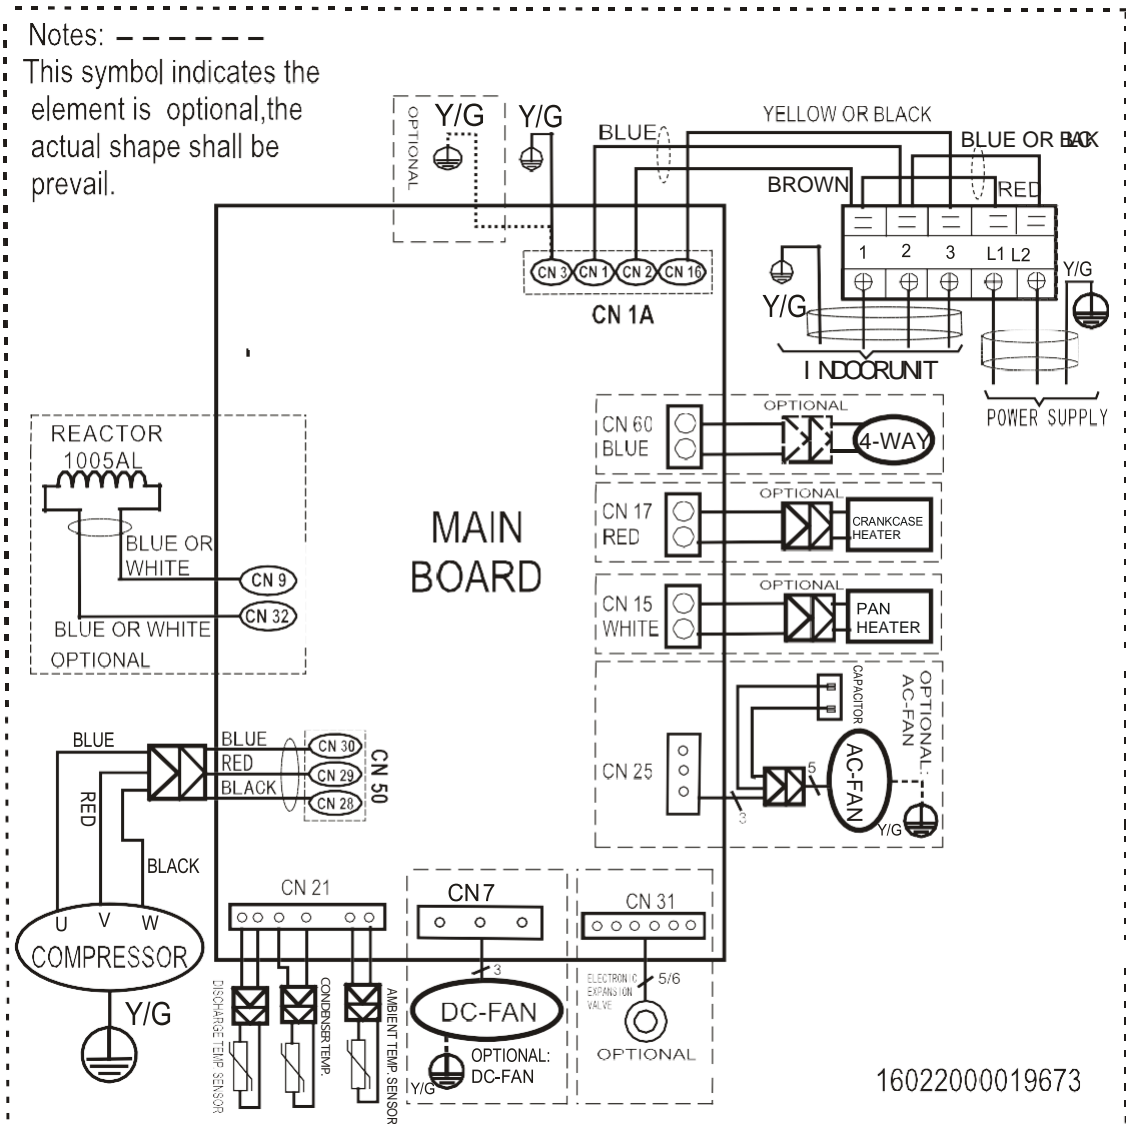 Notes:
This symbol indicates the
element is optional,the
actual shape shall be
prevail.
OPTIONAL
Y/G
Y/G
BLUE
YELLOW OR BLACK
BROWN
RED
1 2 3 L1 L2
Y/G
Y/G
CN 3 CN 1 CN 2 CN 16
CN 1A
POWER SUPPLY
REACTOR
1005AL
BLUE OR
WHITE
CN 9
CN 32
BLUE OR WHITE
OPTIONAL
MAIN
BOARD
CN 60
BLUE
OPTIONAL
4-WAY
CN 17
RED
OPTIONAL
CRANKCASE
HEATER
CN 15
WHITE
OPTIONAL
PAN
HEATER
CN 25
3
5
CAPACITOR
AC-FAN
OPTIONAL:
AC-FAN
Y/G
BLUE
RED
BLACK
BLUE
RED
BLACK
CN 30
CN 29
CN 28
CN 50
U V W
COMPRESSOR
Y/G
CN 21
DISCHARGE TEMP. SENSOR
CONDENSER TEMP.
AMBIENT TEMP. SENSOR
CN7
3
DC-FAN
OPTIONAL:
DC-FAN
Y/G
CN 31
5/6
ELECTRONIC
EXPANSION
VALVE
OPTIONAL
16022000019673